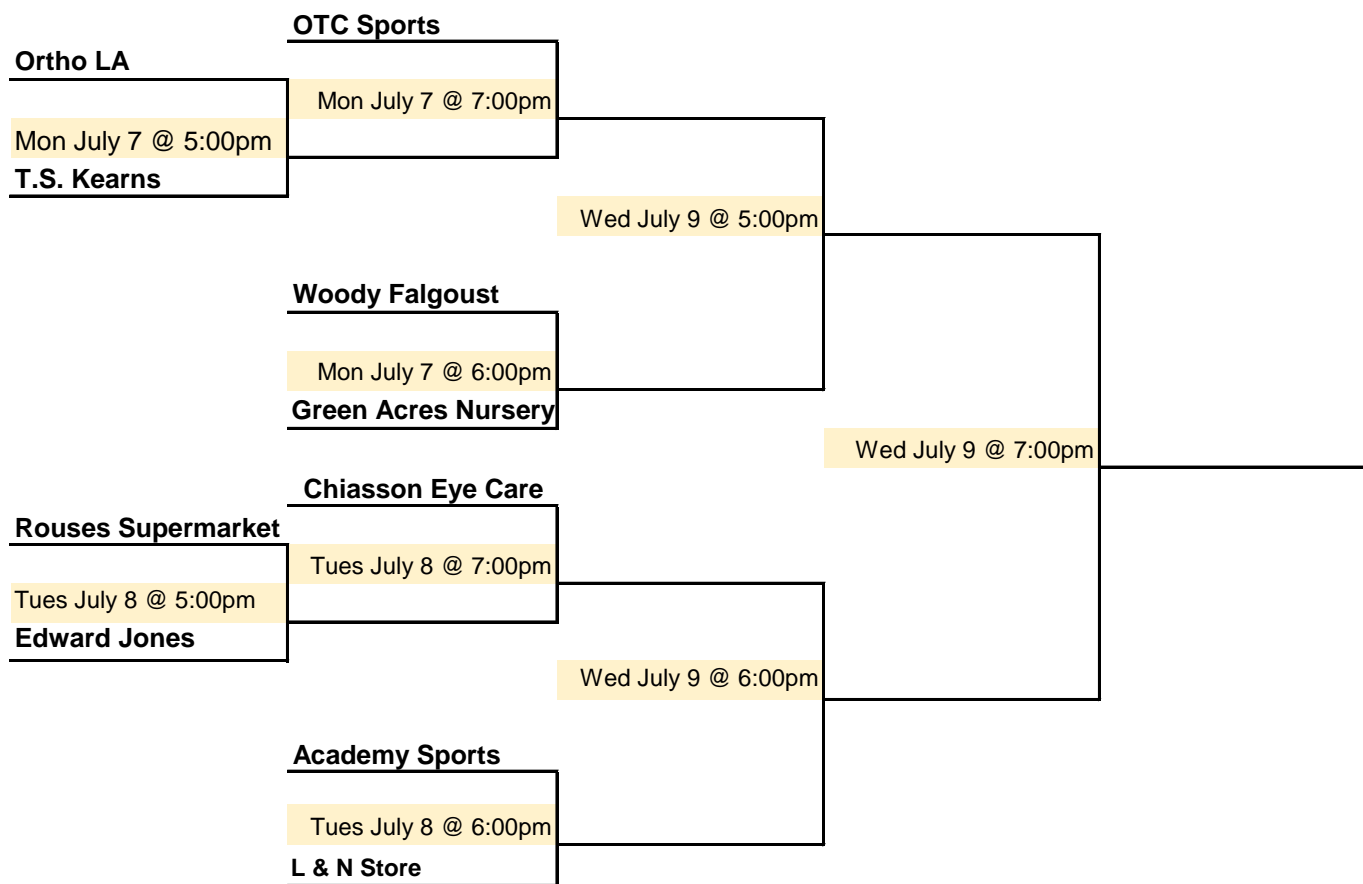 OTC Sports
Ortho LA
Mon July 7 @ 7:00pm
Mon July 7 @ 5:00pm
T.S. Kearns
Wed July 9 @ 5:00pm
Woody Falgoust
Mon July 7 @ 6:00pm
Green Acres Nursery
Wed July 9 @ 7:00pm
Chiasson Eye Care
Rouses Supermarket
Tues July 8 @ 7:00pm
Tues July 8 @ 5:00pm
Edward Jones
Wed July 9 @ 6:00pm
Academy Sports
Tues July 8 @ 6:00pm
L & N Store